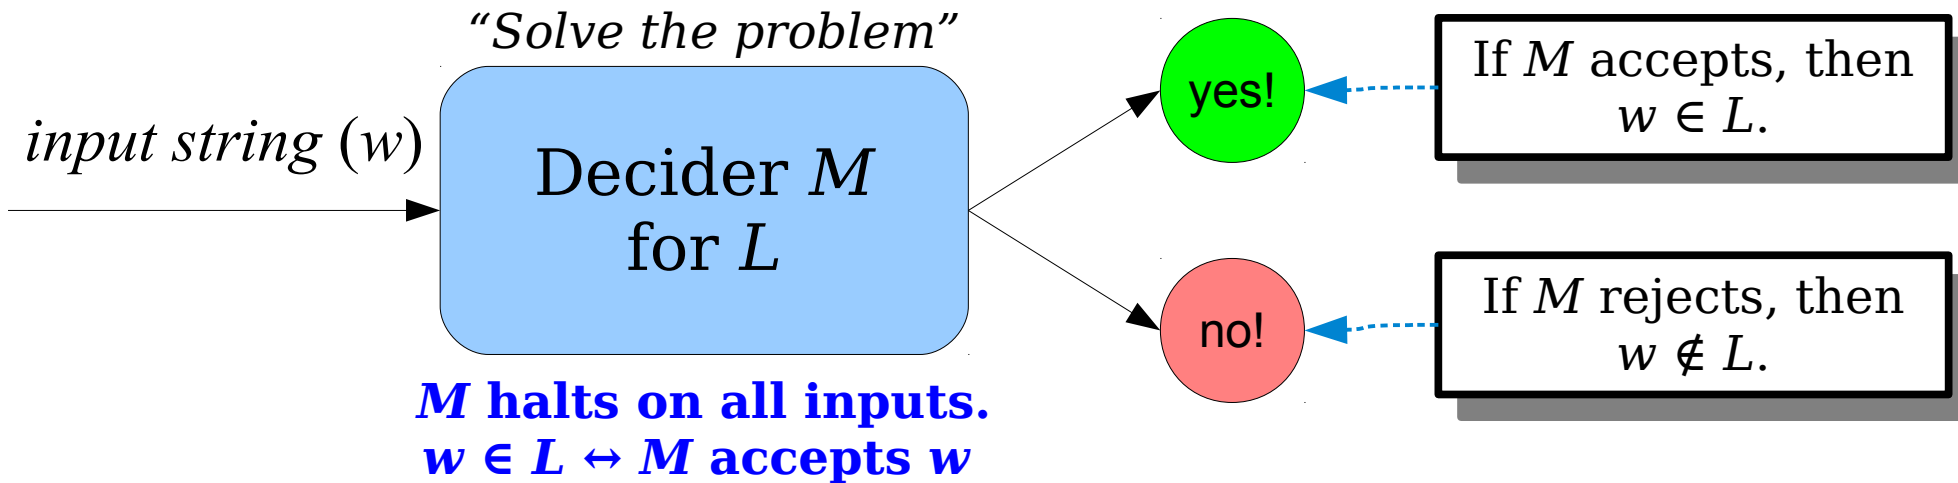 “Solve the problem”
input string (w)
Decider M
for L
M halts on all inputs.
w ∈ L ↔ M accepts w
yes!
If M accepts, then
w ∈ L.
no!
If M rejects, then
w ∉ L.